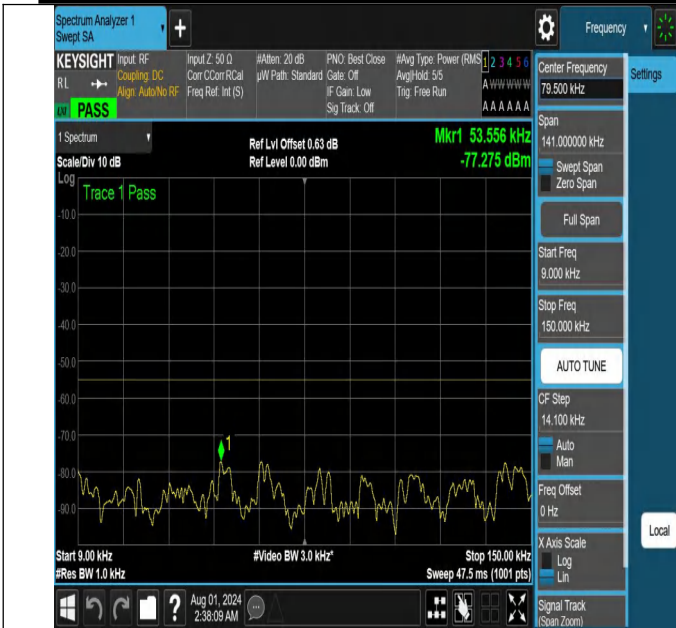 Spectrum Analyzer 1
Swept SA
+
Frequency
KEYSIGHT
RL
PASS
Input: RF
Coupling: DC
Align: Auto/No RF
Input Z: 50 Ω
Corr CCorr RCal
Freq Ref: Int (S)
#Atten: 20 dB
µW Path: Standard
PNO: Best Close
Gate: Off
IF Gain: Low
Sig Track: Off
#Avg Type: Power (RMS
Avg|Hold: 5/5
Trig: Free Run
1 2 3 4 5 6
A W W W W W
A A A A A A
1 Spectrum
Scale/Div 10 dB
Ref Lvl Offset 0.63 dB
Ref Level 0.00 dBm
Mkr1 53.556 kHz
-77.275 dBm
Log
Trace 1 Pass
-10.0
-20.0
-30.0
-40.0
-50.0
-60.0
-70.0
-80.0
-90.0
1
Start 9.00 kHz
#Res BW 1.0 kHz
#Video BW 3.0 kHz*
Stop 150.00 kHz
Sweep 47.5 ms (1001 pts)
?
Aug 01, 2024
2:38:09 AM
Center Frequency
79.500 kHz
Span
141.000000 kHz
Swept Span
Zero Span
Full Span
Start Freq
9.000 kHz
Stop Freq
150.000 kHz
AUTO TUNE
CF Step
14.100 kHz
Auto
Man
Freq Offset
0 Hz
X Axis Scale
Log
Lin
Signal Track
(Span Zoom)
Settings
Local